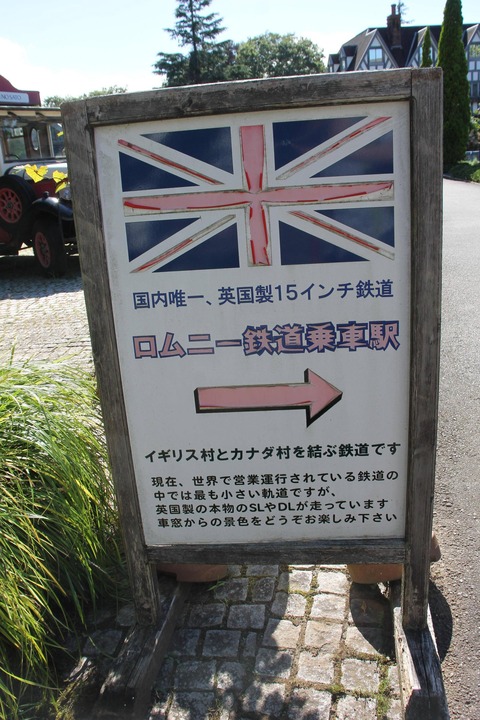 国内唯一、英国製15インチ鉄道
ロムニー鉄道乗車駅
イギリス村とカナダ村を結ぶ鉄道です
現在、世界で営業運行されている鉄道の
中では最も小さい軌道ですが、
英国製の本物のSLやDLが走っています
車窓からの景色をどうぞお楽しみ下さい